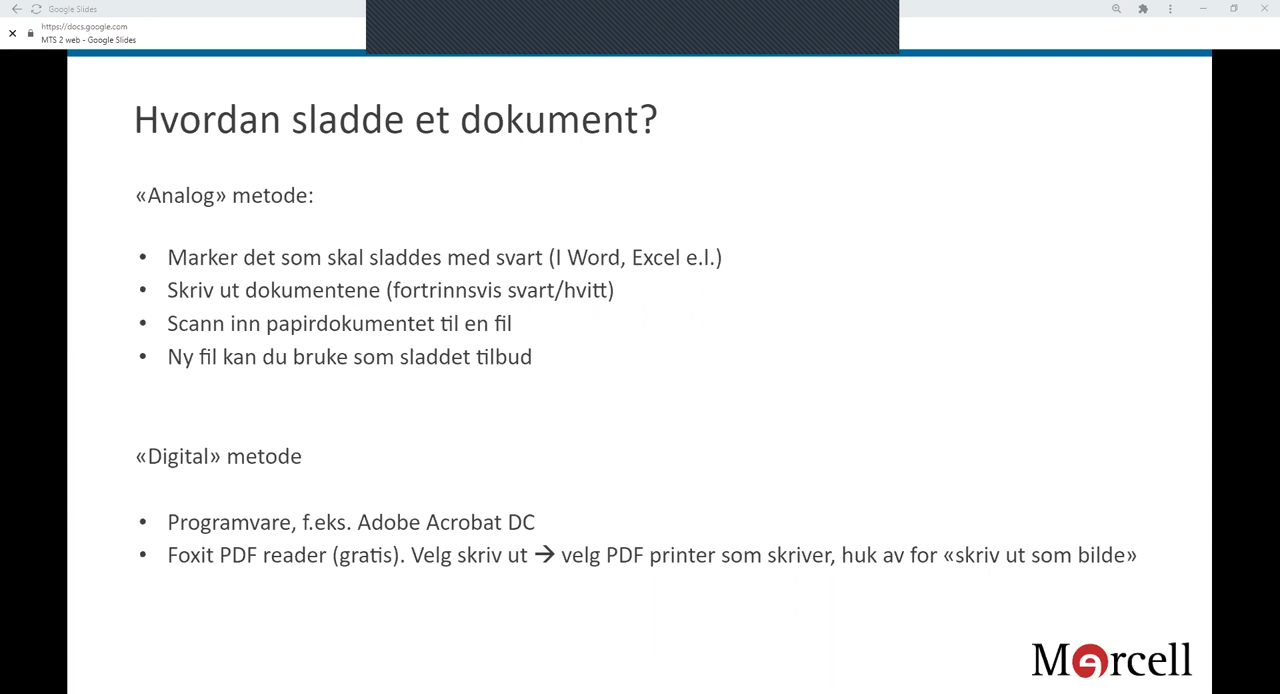 Google Slides
https://docs.google.com
MTS 2 web - Google Slides
Hvordan sladde et dokument?
«Analog» metode:
• Marker det som skal sladdes med svart (I Word, Excel e.l.)
• Skriv ut dokumentene (fortrinnsvis svart/hvitt)
• Scann inn papirdokumentet til en fil
• Ny fil kan du bruke som sladdet tilbud
«Digital» metode
• Programvare, f.eks. Adobe Acrobat DC
• Foxit PDF reader (gratis). Velg skriv ut → velg PDF printer som skriver, huk av for «skriv ut som bilde»
Mercell